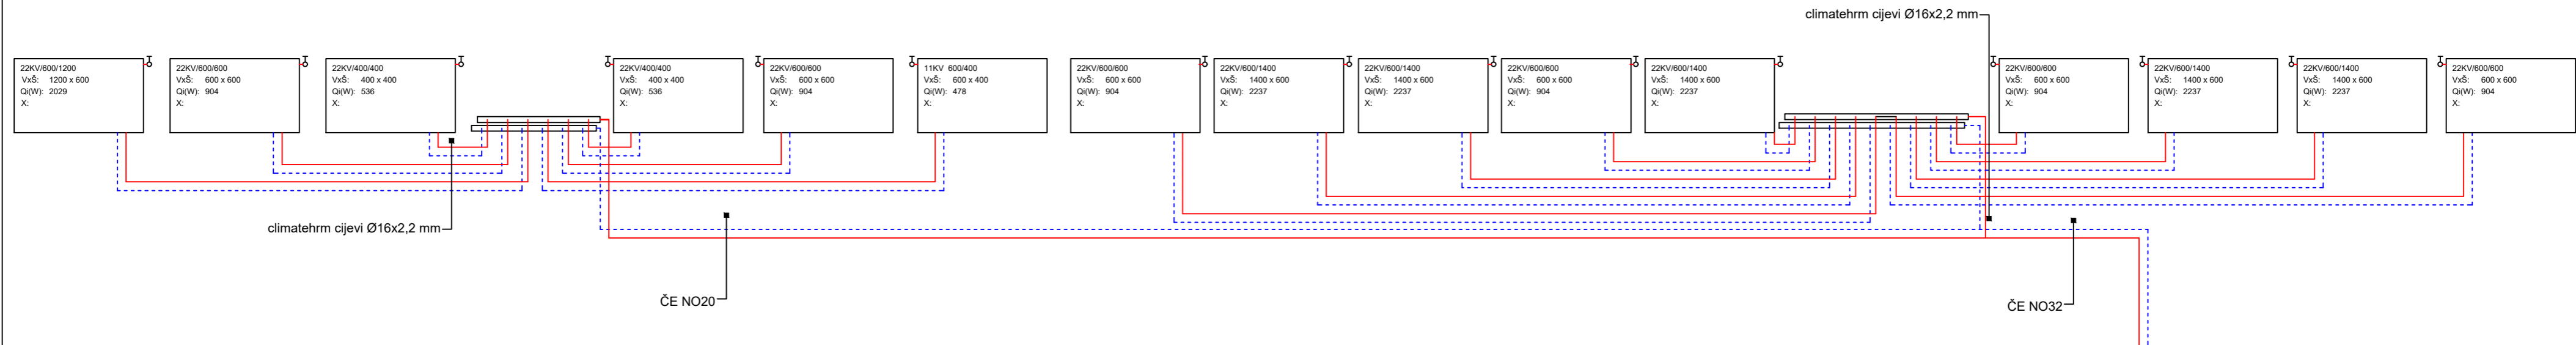 climatehrm cijevi Ø16x2,2 mm
22KV/600/1200
VxŠ: 1200 x 600
Qi(W): 2029
X:
22KV/600/600
VxŠ: 600 x 600
Qi(W): 904
X:
22KV/400/400
VxŠ: 400 x 400
Qi(W): 536
X:
22KV/400/400
VxŠ: 400 x 400
Qi(W): 536
X:
22KV/600/600
VxŠ: 600 x 600
Qi(W): 904
X:
11KV 600/400
VxŠ: 600 x 400
Qi(W): 478
X:
22KV/600/600
VxŠ: 600 x 600
Qi(W): 904
X:
22KV/600/1400
VxŠ: 1400 x 600
Qi(W): 2237
X:
22KV/600/1400
VxŠ: 1400 x 600
Qi(W): 2237
X:
22KV/600/600
VxŠ: 600 x 600
Qi(W): 904
X:
22KV/600/1400
VxŠ: 1400 x 600
Qi(W): 2237
X:
22KV/600/600
VxŠ: 600 x 600
Qi(W): 904
X:
22KV/600/1400
VxŠ: 1400 x 600
Qi(W): 2237
X:
22KV/600/1400
VxŠ: 1400 x 600
Qi(W): 2237
X:
22KV/600/600
VxŠ: 600 x 600
Qi(W): 904
X:
climatehrm cijevi Ø16x2,2 mm
ČE NO20
ČE NO32